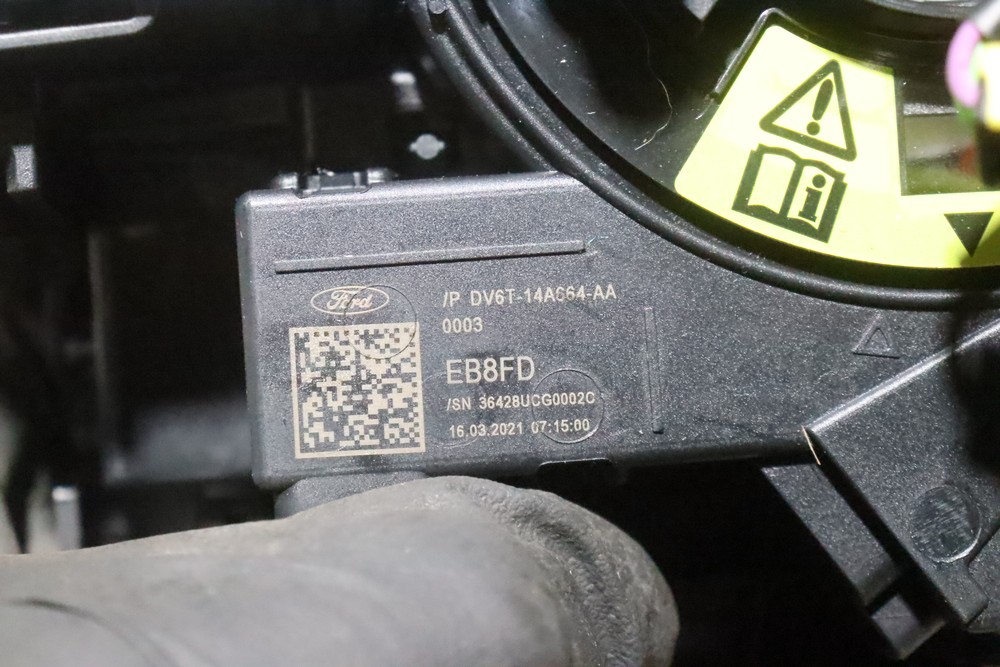 Ford
/P DV6T-14A664-AA
0003
EB8FD
/SN 36428UCG0002C
16.03.2021 07:15:00